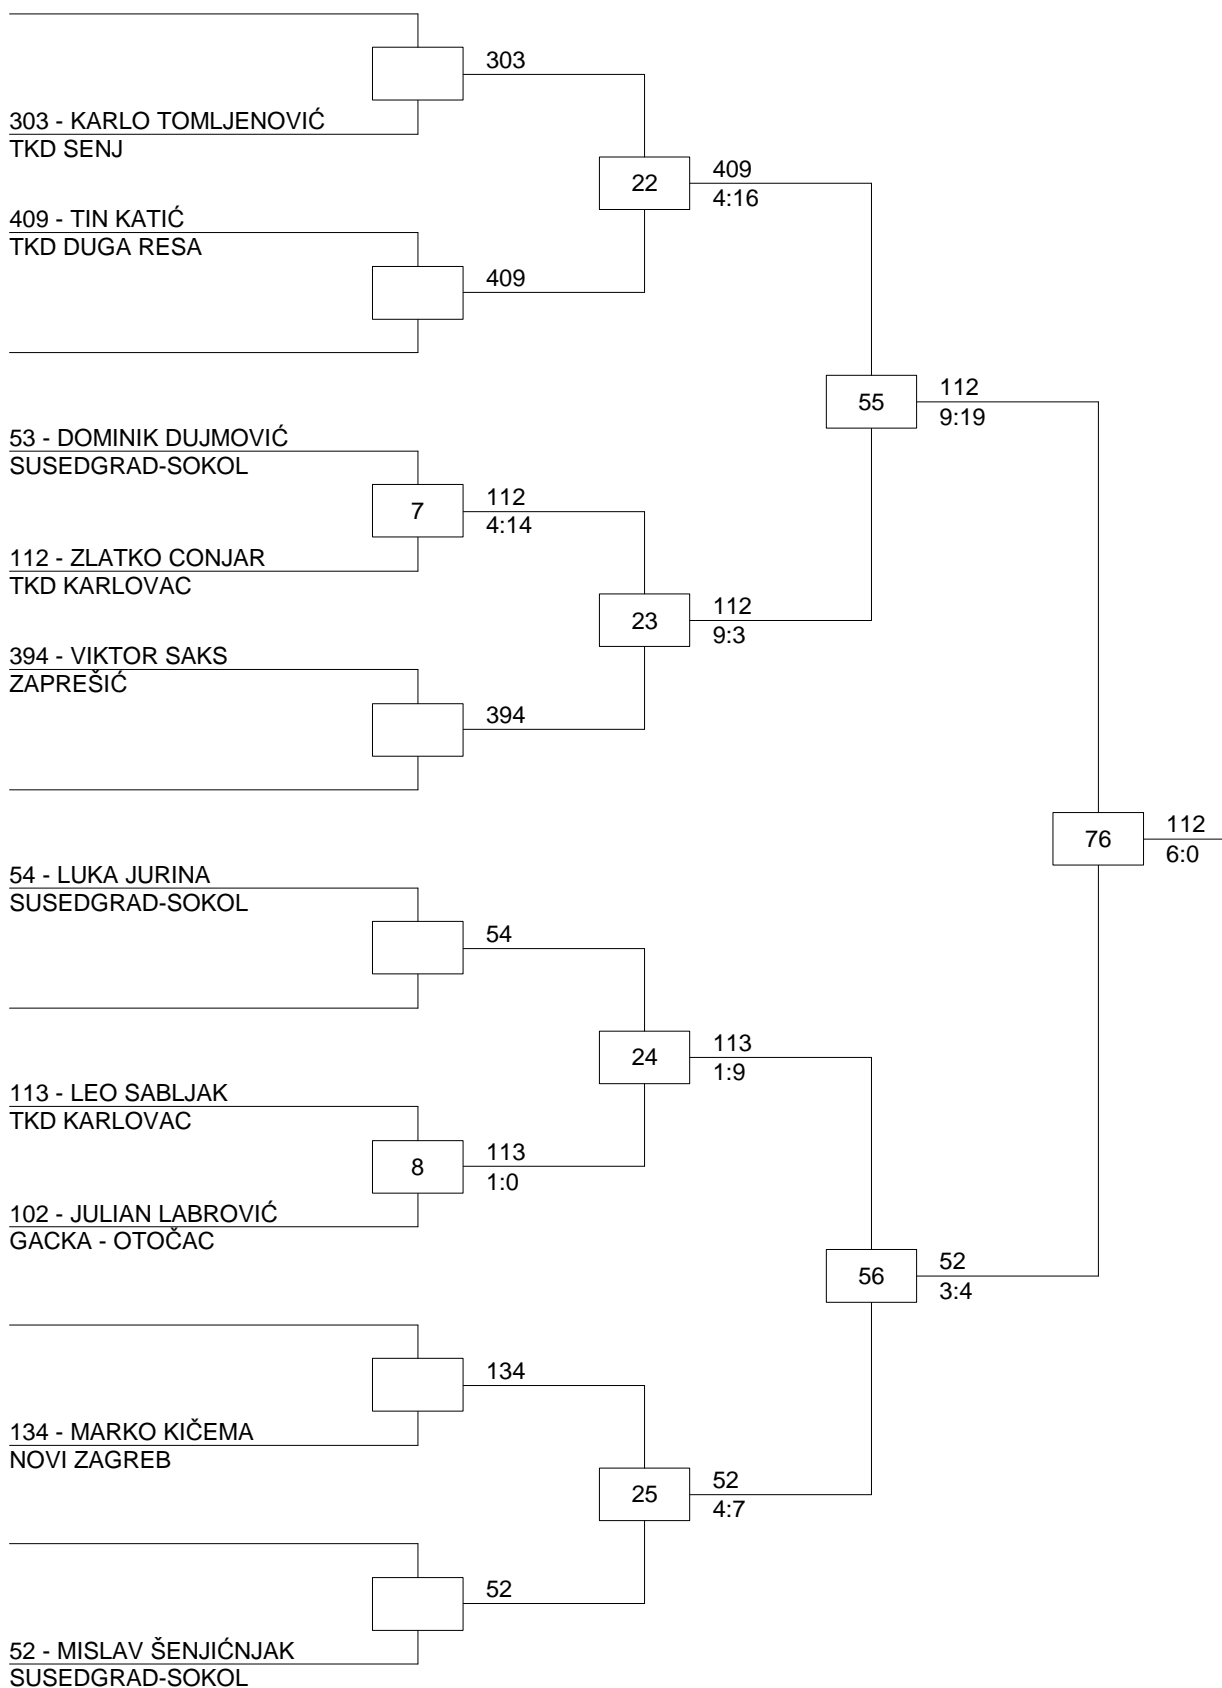 303
303 - KARLO TOMLJENOVIĆ
TKD SENJ
22
409
4:16
409 - TIN KATIĆ
TKD DUGA RESA
409
55
112
9:19
53 - DOMINIK DUJMOVIĆ
SUSEDGRAD-SOKOL
7
112
4:14
112 - ZLATKO CONJAR
TKD KARLOVAC
23
112
9:3
394 - VIKTOR SAKS
ZAPREŠIĆ
394
76
112
6:0
54 - LUKA JURINA
SUSEDGRAD-SOKOL
54
24
113
1:9
113 - LEO SABLJAK
TKD KARLOVAC
8
113
1:0
102 - JULIAN LABROVIĆ
GACKA - OTOČAC
56
52
3:4
134
134 - MARKO KIČEMA
NOVI ZAGREB
25
52
4:7
52
52 - MISLAV ŠENJIĆNJAK
SUSEDGRAD-SOKOL